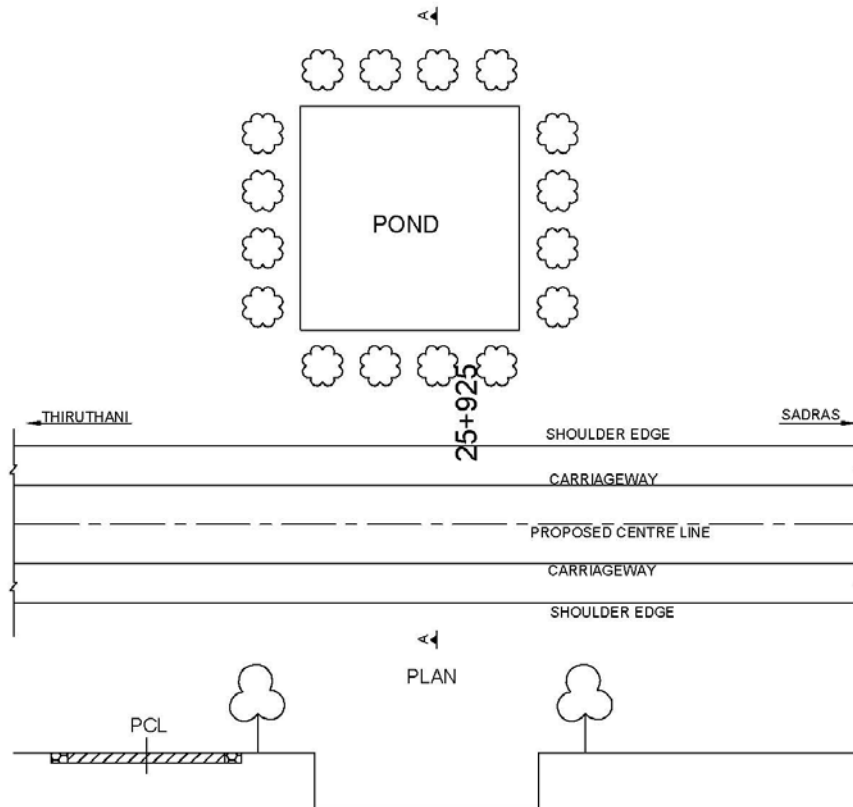 A
POND
25+925
THIRUTHANI
SADRAS
SHOULDER EDGE
CARRIAGEWAY
PROPOSED CENTRE LINE
CARRIAGEWAY
SHOULDER EDGE
A
PLAN
PCL